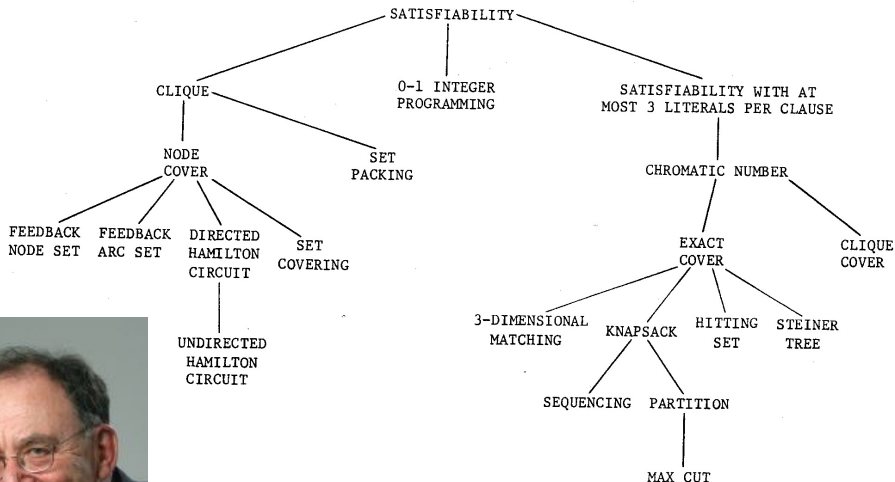 SATISFIABILITY
CLIQUE
0-1 INTEGER
PROGRAMMING
SATISFIABILITY WITH AT
MOST 3 LITERALS PER CLAUSE
NODE
COVER
SET
PACKING
CHROMATIC NUMBER
FEEDBACK
NODE SET
FEEDBACK
ARC SET
DIRECTED
HAMILTON
CIRCUIT
SET
COVERING
EXACT
COVER
CLIQUE
COVER
UNDIRECTED
HAMILTON
CIRCUIT
3-DIMENSIONAL
MATCHING
KNAPSACK
HITTING
SET
STEINER
TREE
SEQUENCING
PARTITION
MAX CUT